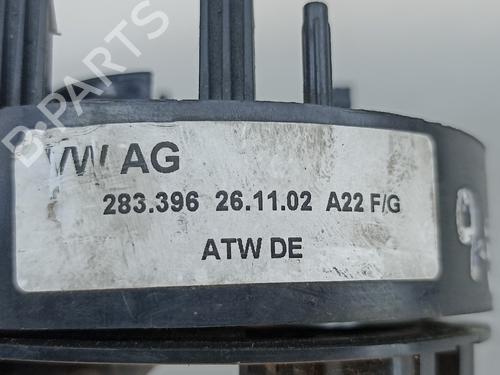 VW AG
283.396 26.11.02 A22 F/G
ATW DE
B-PARTS